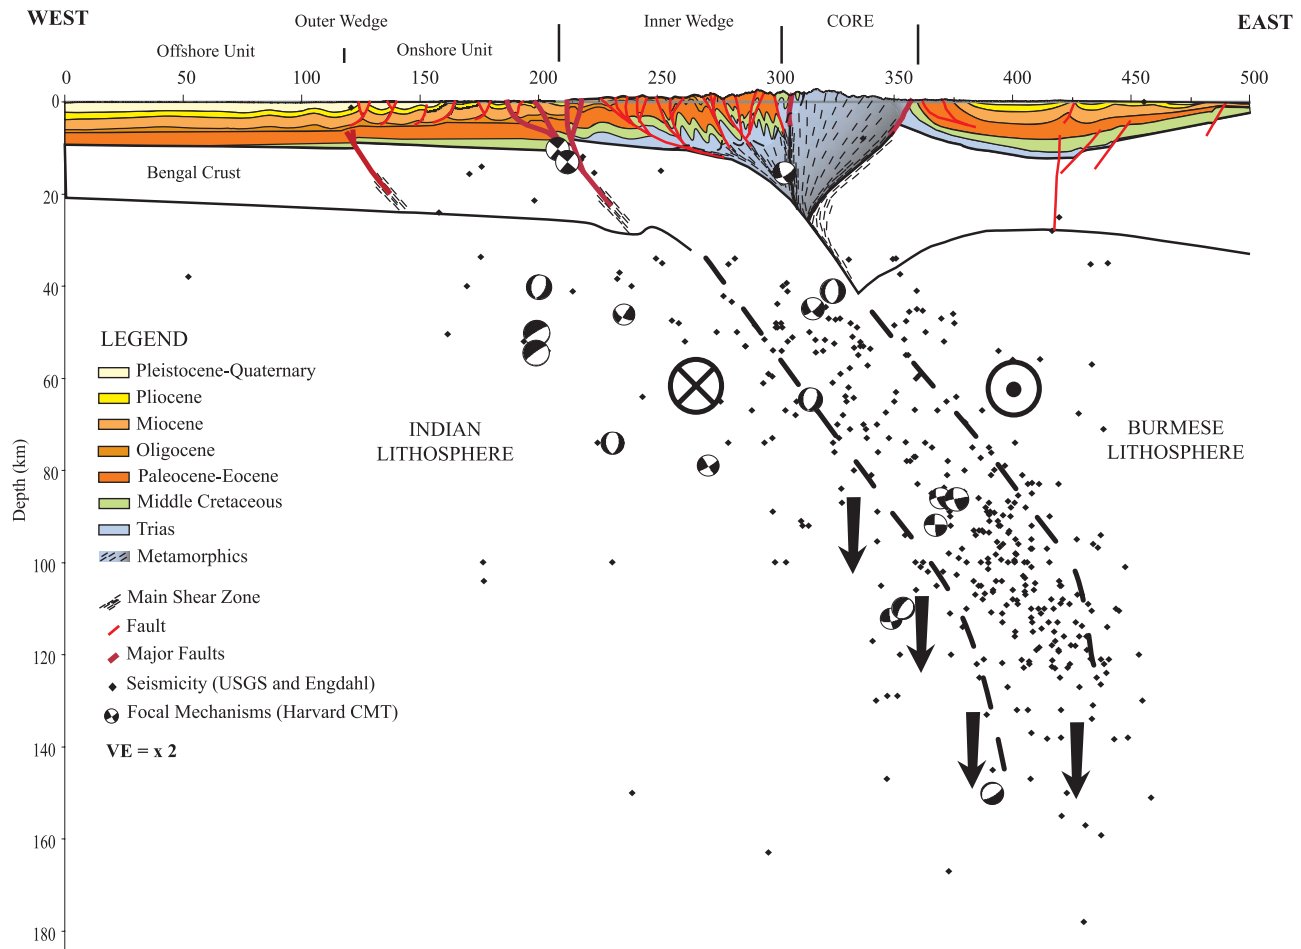 WEST
Outer Wedge
Inner Wedge
CORE
EAST
Offshore Unit
Onshore Unit
0 50 100 150 200 250 300 350 400 450 500
0
20
40
60
80
100
120
140
160
180
Depth (km)
Bengal Crust
INDIAN
LITHOSPHERE
BURMESE
LITHOSPHERE
LEGEND
Pleistocene-Quaternary
Pliocene
Miocene
Oligocene
Paleocene-Eocene
Middle Cretaceous
Trias
Metamorphics
Main Shear Zone
Fault
Major Faults
Seismicity (USGS and Engdahl)
Focal Mechanisms (Harvard CMT)
VE = x 2